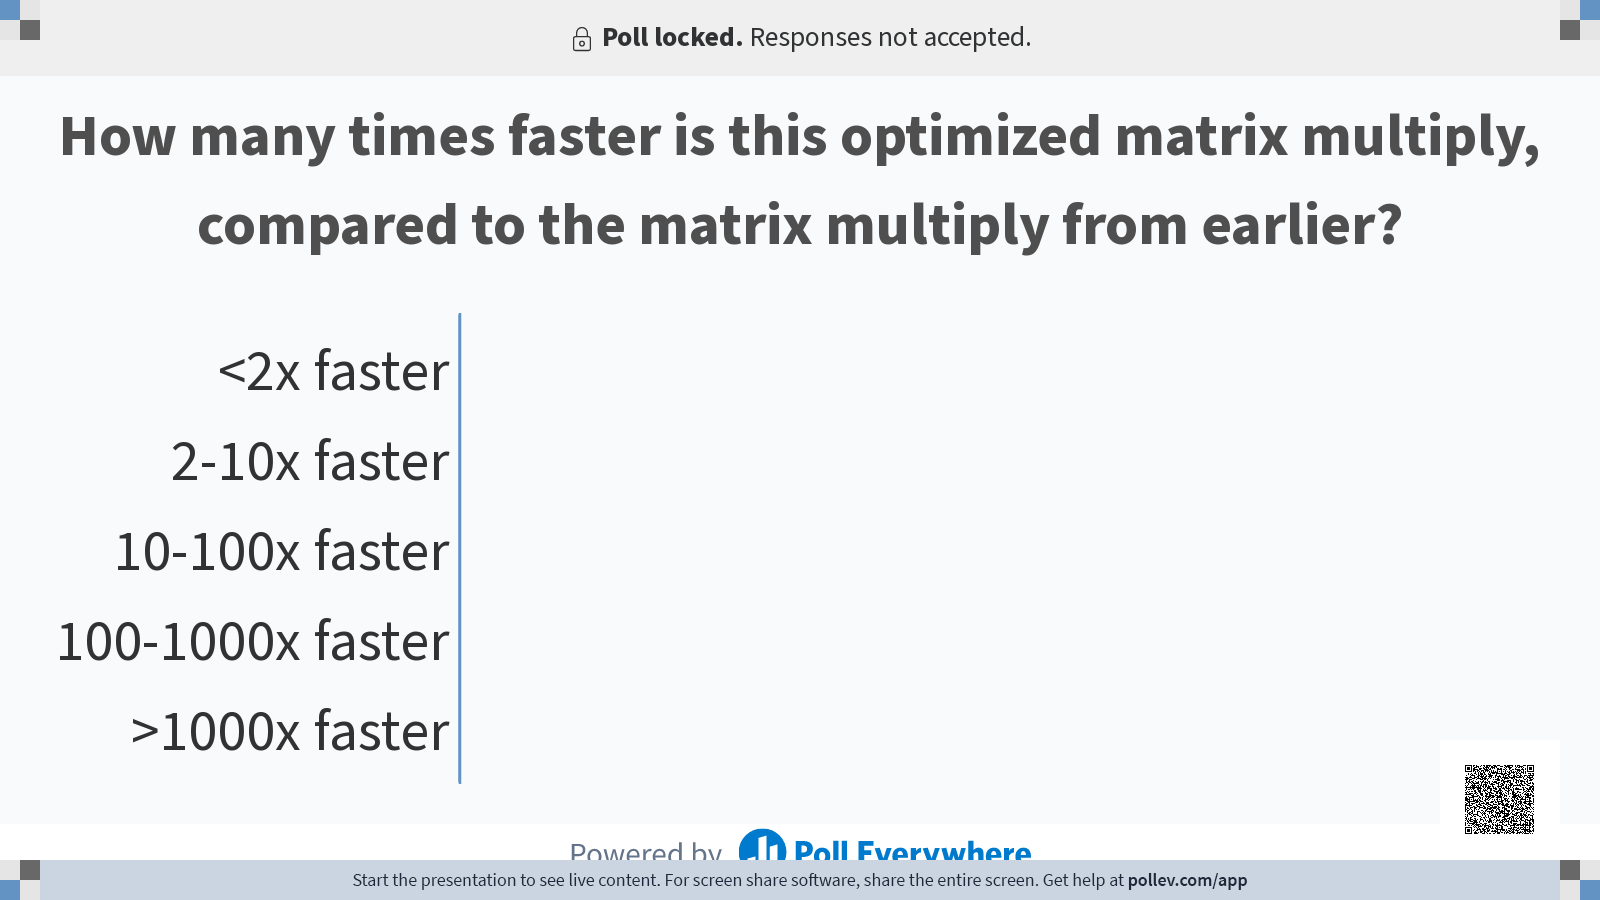 Poll locked. Responses not accepted.
How many times faster is this optimized matrix multiply,
compared to the matrix multiply from earlier?
<2x faster
2-10x faster
10-100x faster
100-1000x faster
>1000x faster
Powered by Poll Everywhere
Start the presentation to see live content. For screen share software, share the entire screen. Get help at pollev.com/app